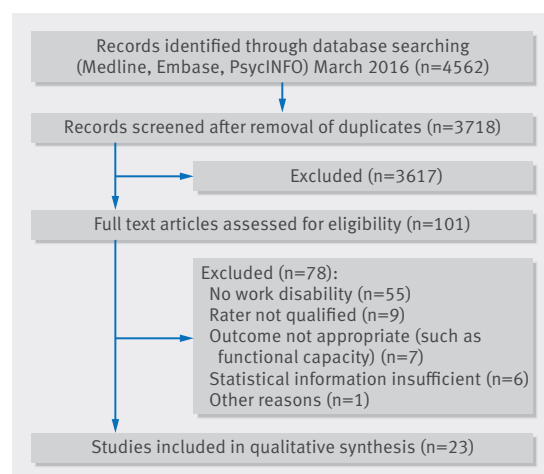 Records identified through database searching
(Medline, Embase, PsycINFO) March 2016 (n=4562)
Records screened after removal of duplicates (n=3718)
Excluded (n=3617)
Full text articles assessed for eligibility (n=101)
Excluded (n=78):
No work disability (n=55)
Rater not qualified (n=9)
Outcome not appropriate (such as
functional capacity) (n=7)
Statistical information insufficient (n=6)
Other reasons (n=1)
Studies included in qualitative synthesis (n=23)